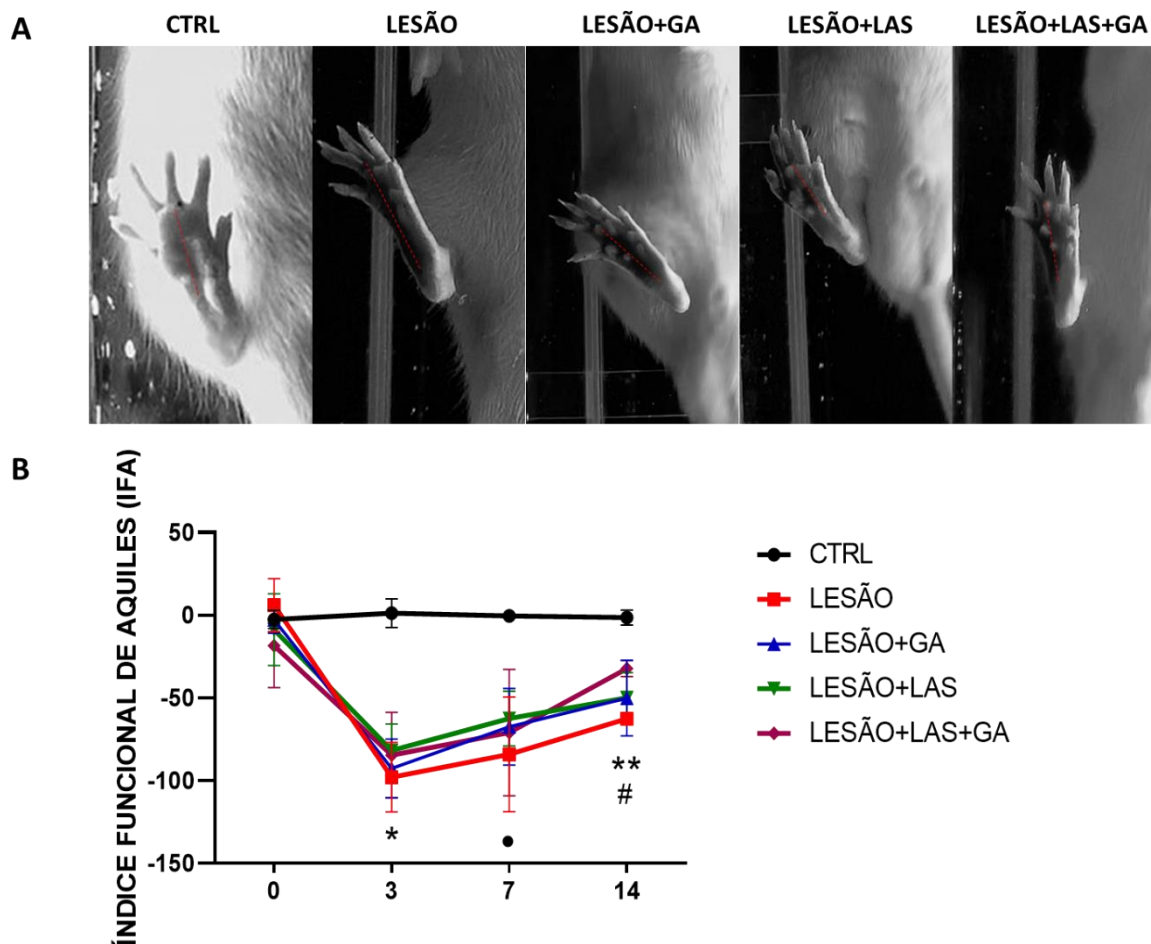 A
CTRL LESÃO LESÃO+GA LESÃO+LAS LESÃO+LAS+GA
B
ÍNDICE FUNCIONAL DE AQUILES (IFA)
50
0
-50
-100
-150
0 3 7 14
*
•
**
#
CTRL
LESÃO
LESÃO+GA
LESÃO+LAS
LESÃO+LAS+GA